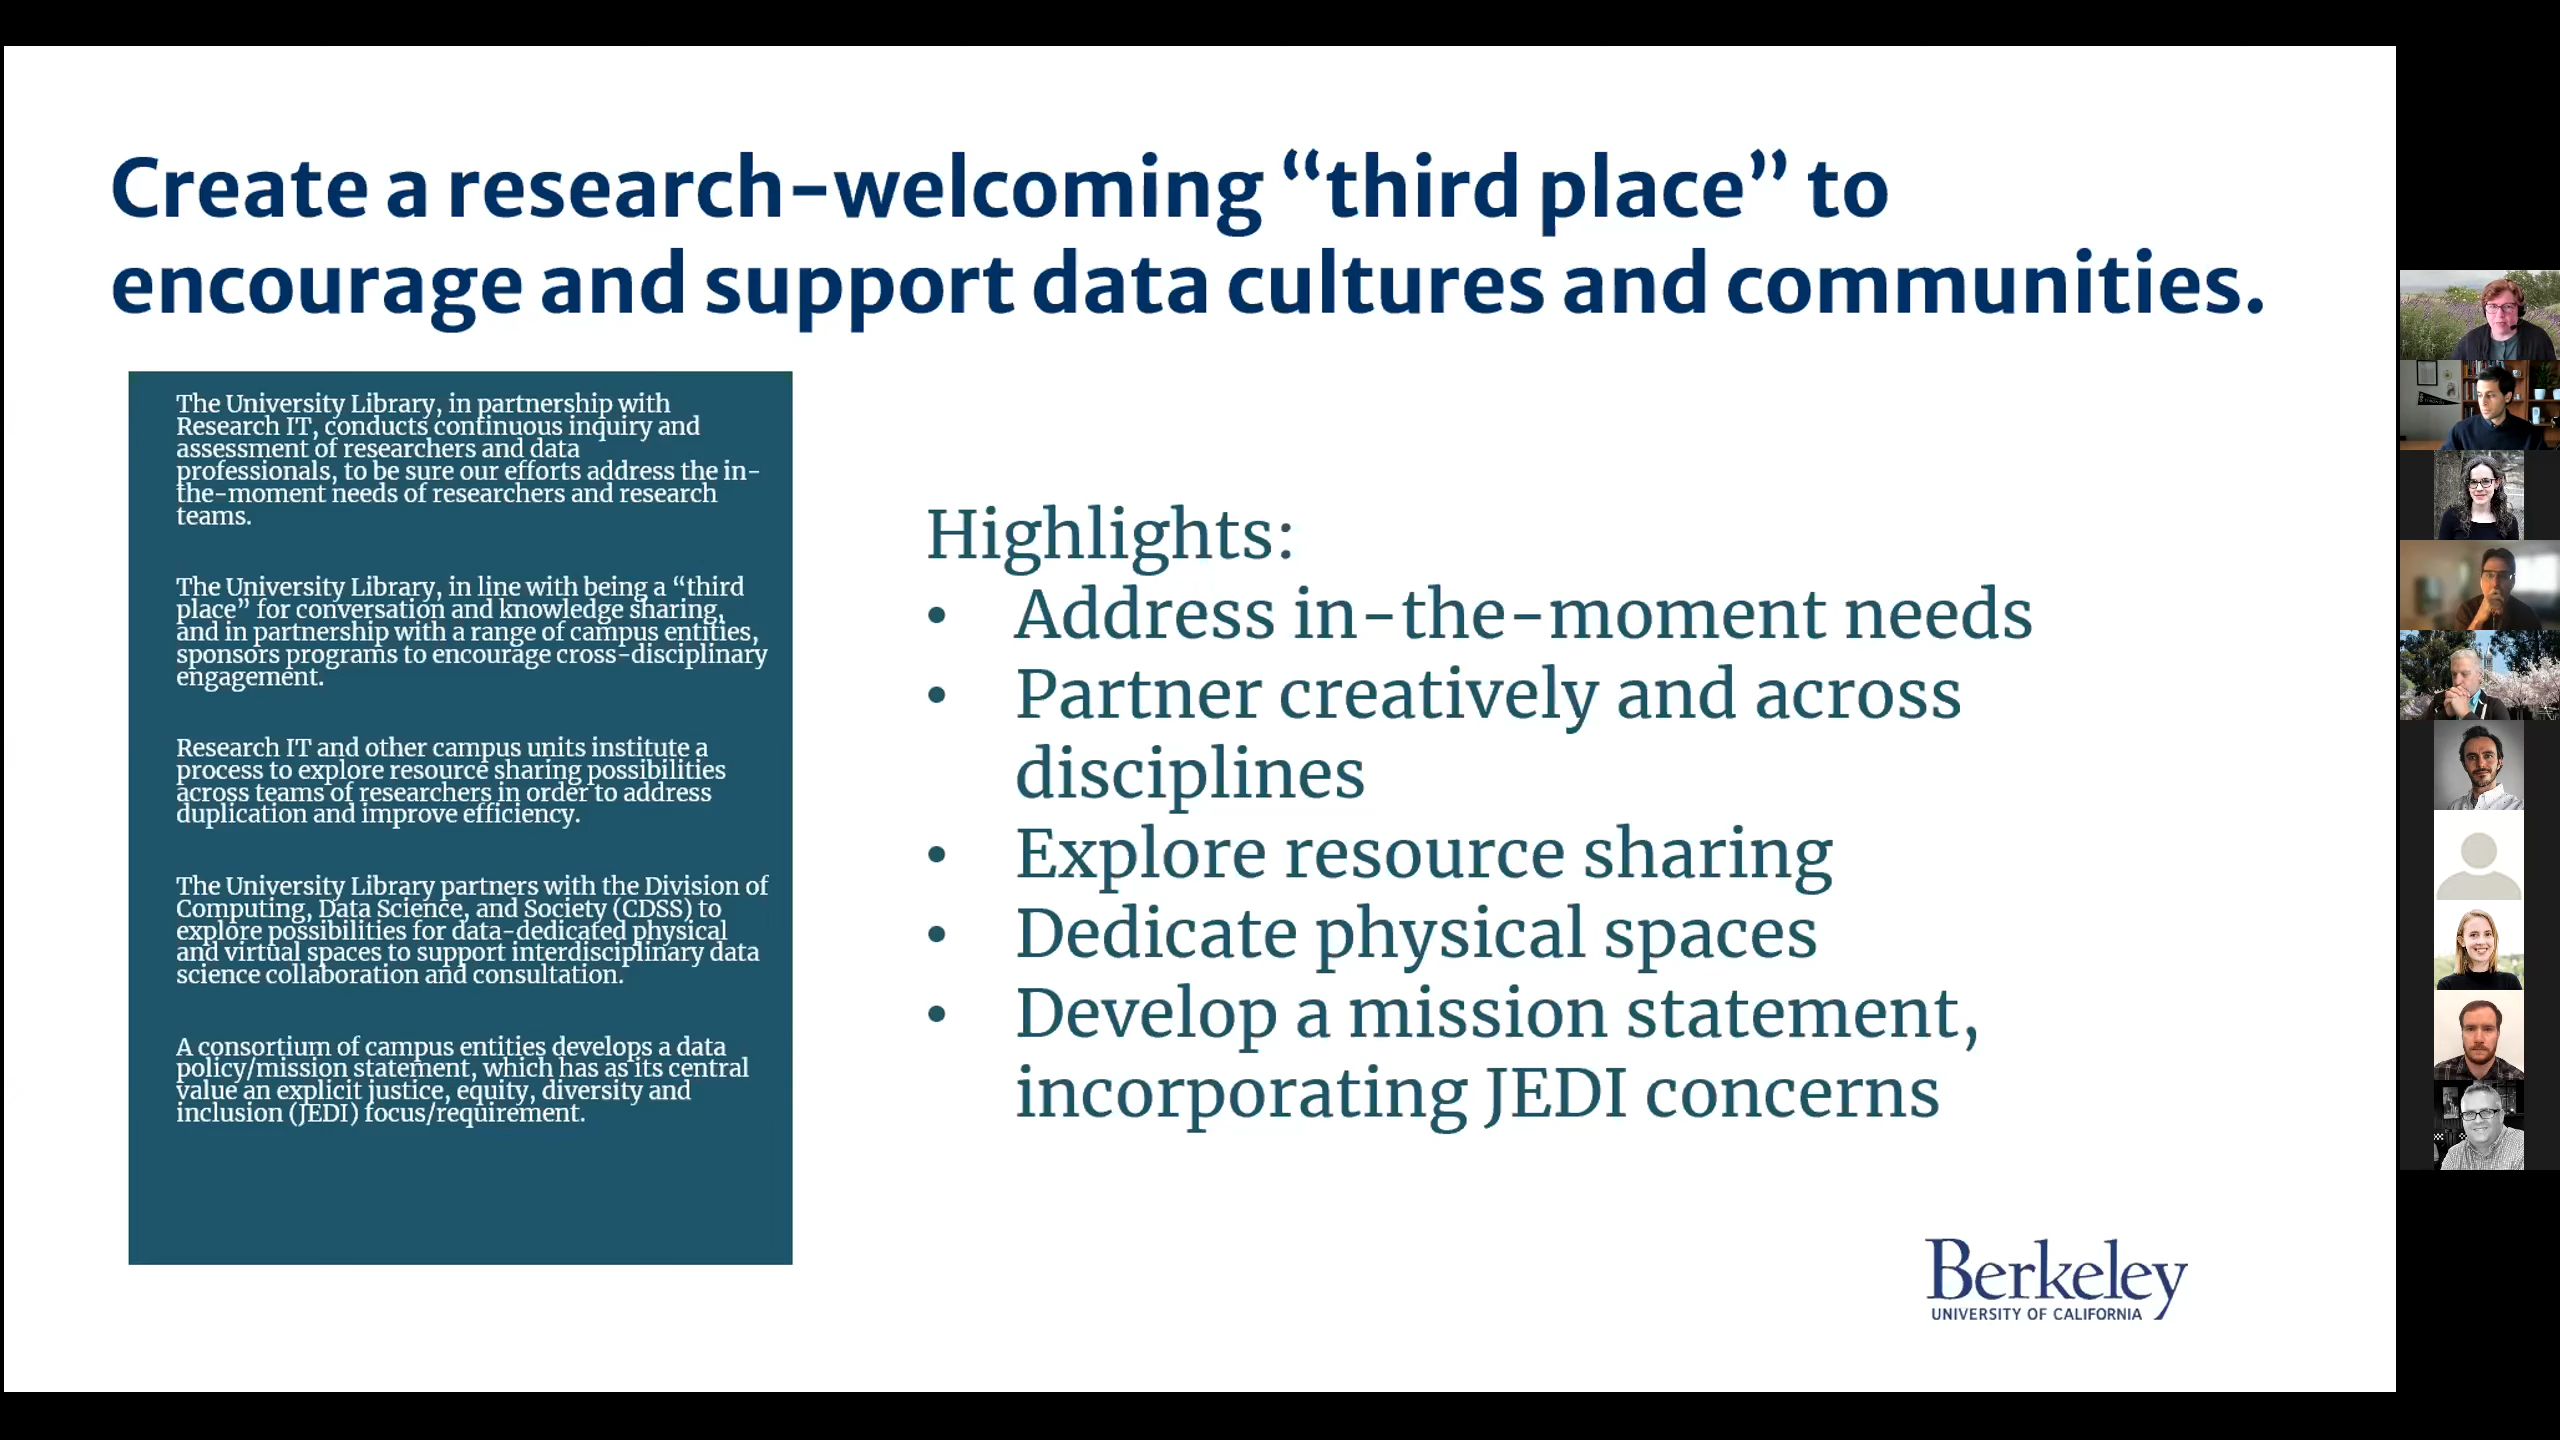 Create a research-welcoming “third place” to
encourage and support data cultures and communities.
The University Library, in partnership with
Research IT, conducts continuous inquiry and
assessment of researchers and data
professionals, to be sure our efforts address the in-
the-moment needs of researchers and research
teams.
The University Library, in line with being a “third
place” for conversation and knowledge sharing,
and in partnership with a range of campus entities,
sponsors programs to encourage cross-disciplinary
engagement.
Research IT and other campus units institute a
process to explore resource sharing possibilities
across teams of researchers in order to address
duplication and improve efficiency.
The University Library partners with the Division of
Computing, Data Science, and Society (CDSS) to
explore possibilities for data-dedicated physical
and virtual spaces to support interdisciplinary data
science collaboration and consultation.
A consortium of campus entities develops a data
policy/mission statement, which has as its central
value an explicit justice, equity, diversity and
inclusion (JEDI) focus/requirement.
Highlights:
• Address in-the-moment needs
• Partner creatively and across
disciplines
• Explore resource sharing
• Dedicate physical spaces
• Develop a mission statement,
incorporating JEDI concerns
Berkeley
UNIVERSITY OF CALIFORNIA